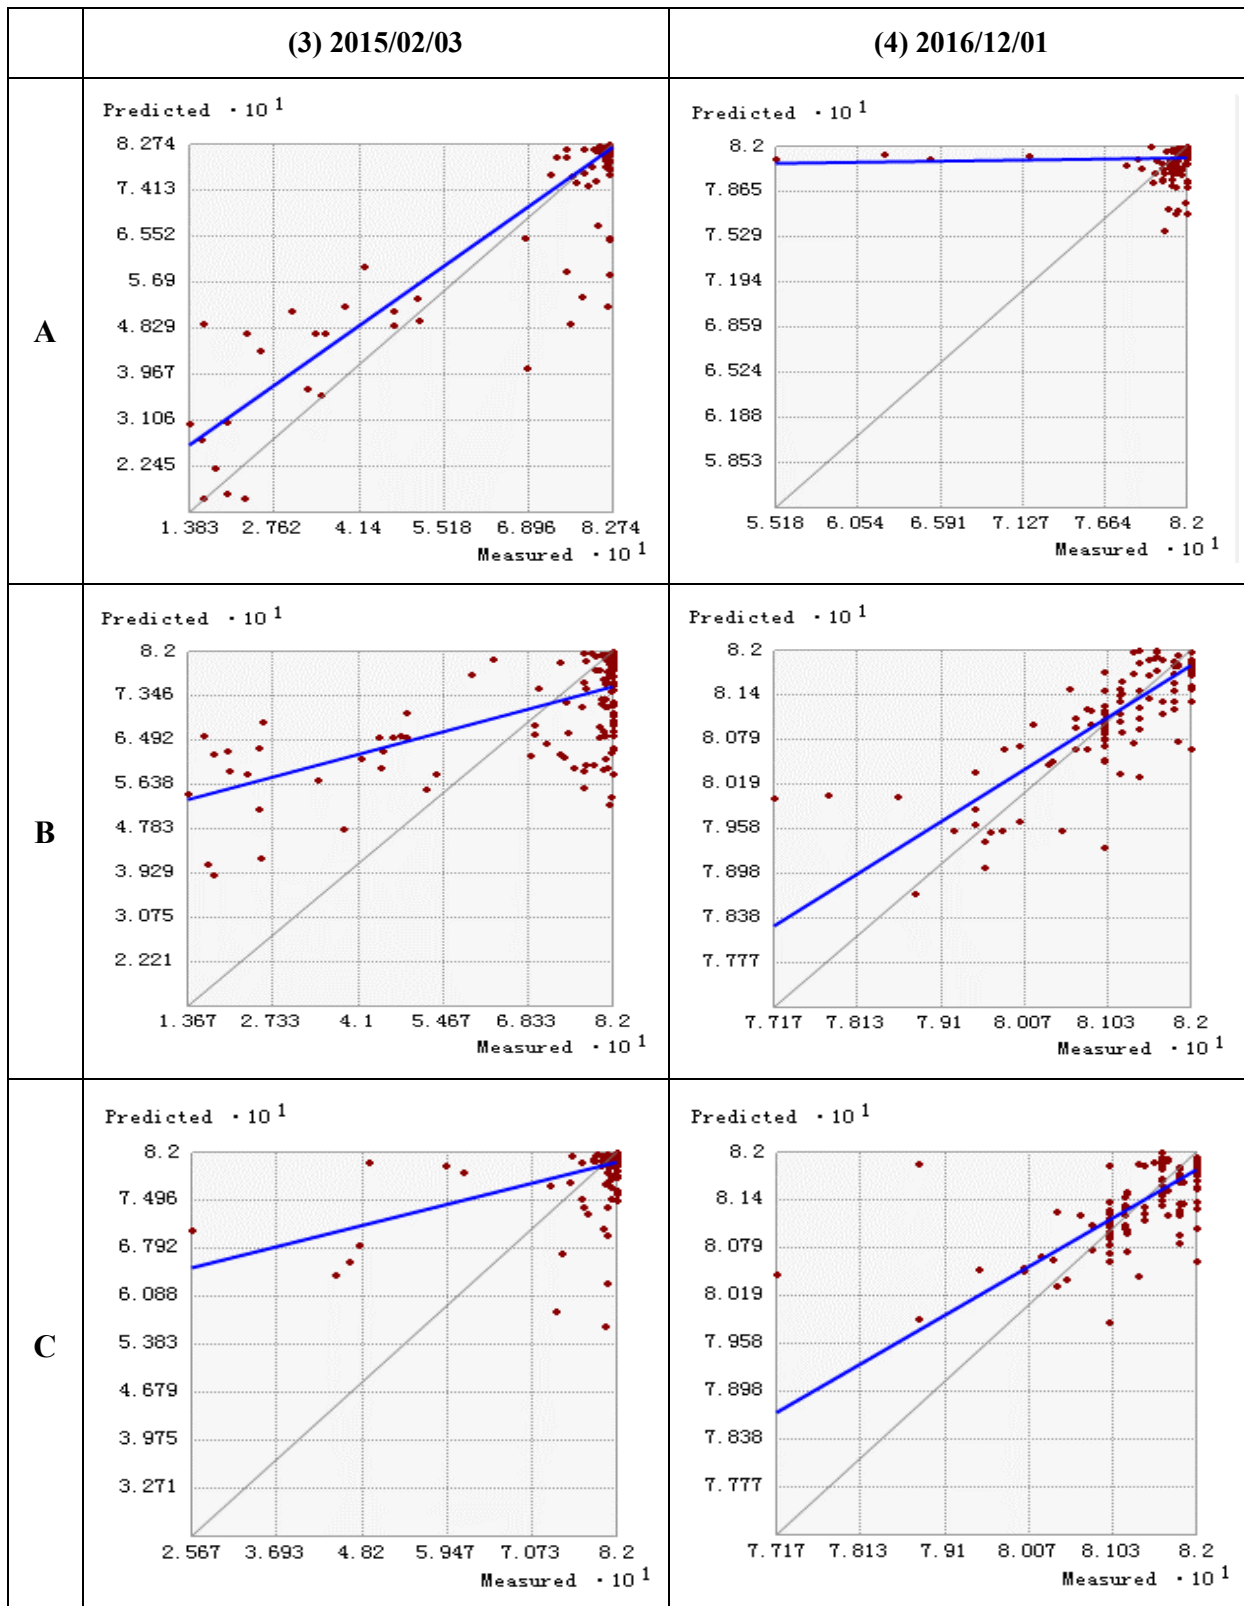 (3) 2015/02/03
(4) 2016/12/01
A
Predicted · 10 1
8.274
7.413
6.552
5.69
4.829
3.967
3.106
2.245
1.383 2.762 4.14 5.518 6.896 8.274
Measured · 10 1
Predicted · 10 1
8.2
7.865
7.529
7.194
6.859
6.524
6.188
5.853
5.518 6.054 6.591 7.127 7.664 8.2
Measured · 10 1
B
Predicted · 10 1
8.2
7.346
6.492
5.638
4.783
3.929
3.075
2.221
1.367 2.733 4.1 5.467 6.833 8.2
Measured · 10 1
Predicted · 10 1
8.2
8.14
8.079
8.019
7.958
7.898
7.838
7.777
7.717 7.813 7.91 8.007 8.103 8.2
Measured · 10 1
C
Predicted · 10 1
8.2
7.496
6.792
6.088
5.383
4.679
3.975
3.271
2.567 3.693 4.82 5.947 7.073 8.2
Measured · 10 1
Predicted · 10 1
8.2
8.14
8.079
8.019
7.958
7.898
7.838
7.777
7.717 7.813 7.91 8.007 8.103 8.2
Measured · 10 1